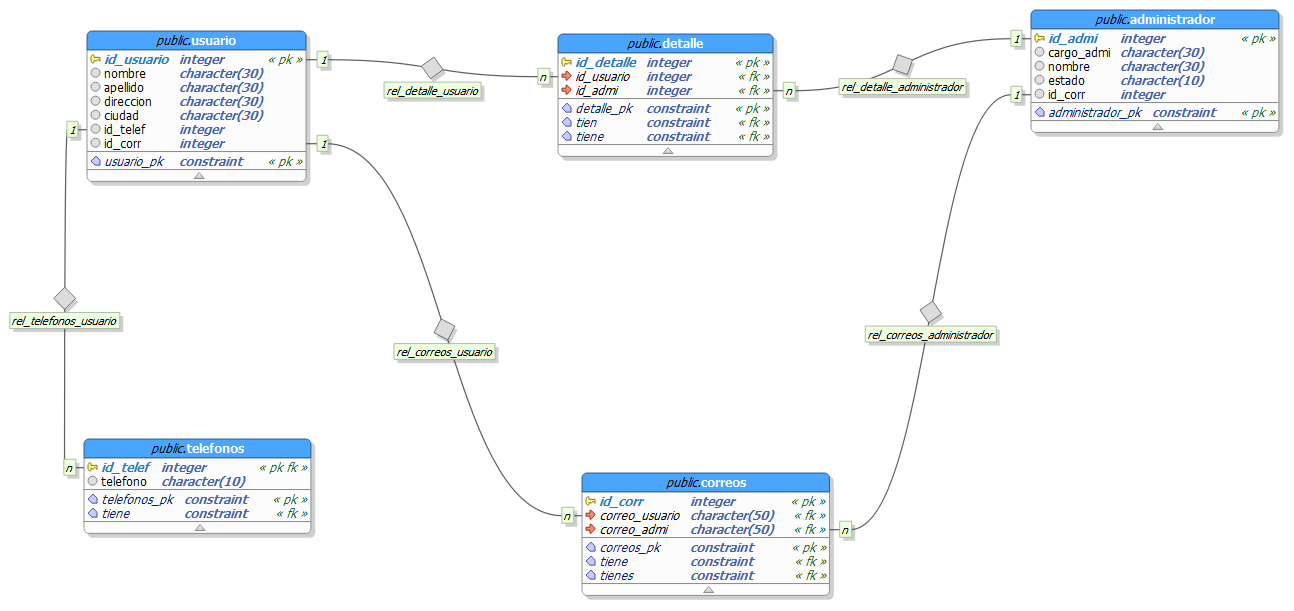 public.usuario
id_usuario integer « pk »
nombre character(30)
apellido character(30)
direccion character(30)
ciudad character(30)
id_telef integer
id_corr integer
usuario_pk constraint « pk »
1
1
1
rel_detalle_usuario
n
public.detalle
id_detalle integer « pk »
id_usuario integer « fk »
id_admi integer « fk »
detalle_pk constraint « pk »
tien constraint « fk »
tiene constraint « fk »
n
rel_detalle_administrador
1
1
public.administrador
id_admi integer « pk »
cargo_admi character(30)
nombre character(30)
estado character(10)
id_corr integer
administrador_pk constraint « pk »
rel_telefonos_usuario
rel_correos_usuario
rel_correos_administrador
n
public.telefonos
id_telef integer « pk fk »
telefono character(10)
telefonos_pk constraint « pk »
tiene constraint « fk »
n
public.correos
id_corr integer « pk »
correo_usuario character(50) « fk »
correo_admi character(50) « fk »
correos_pk constraint « pk »
tiene constraint « fk »
tienes constraint « fk »
n